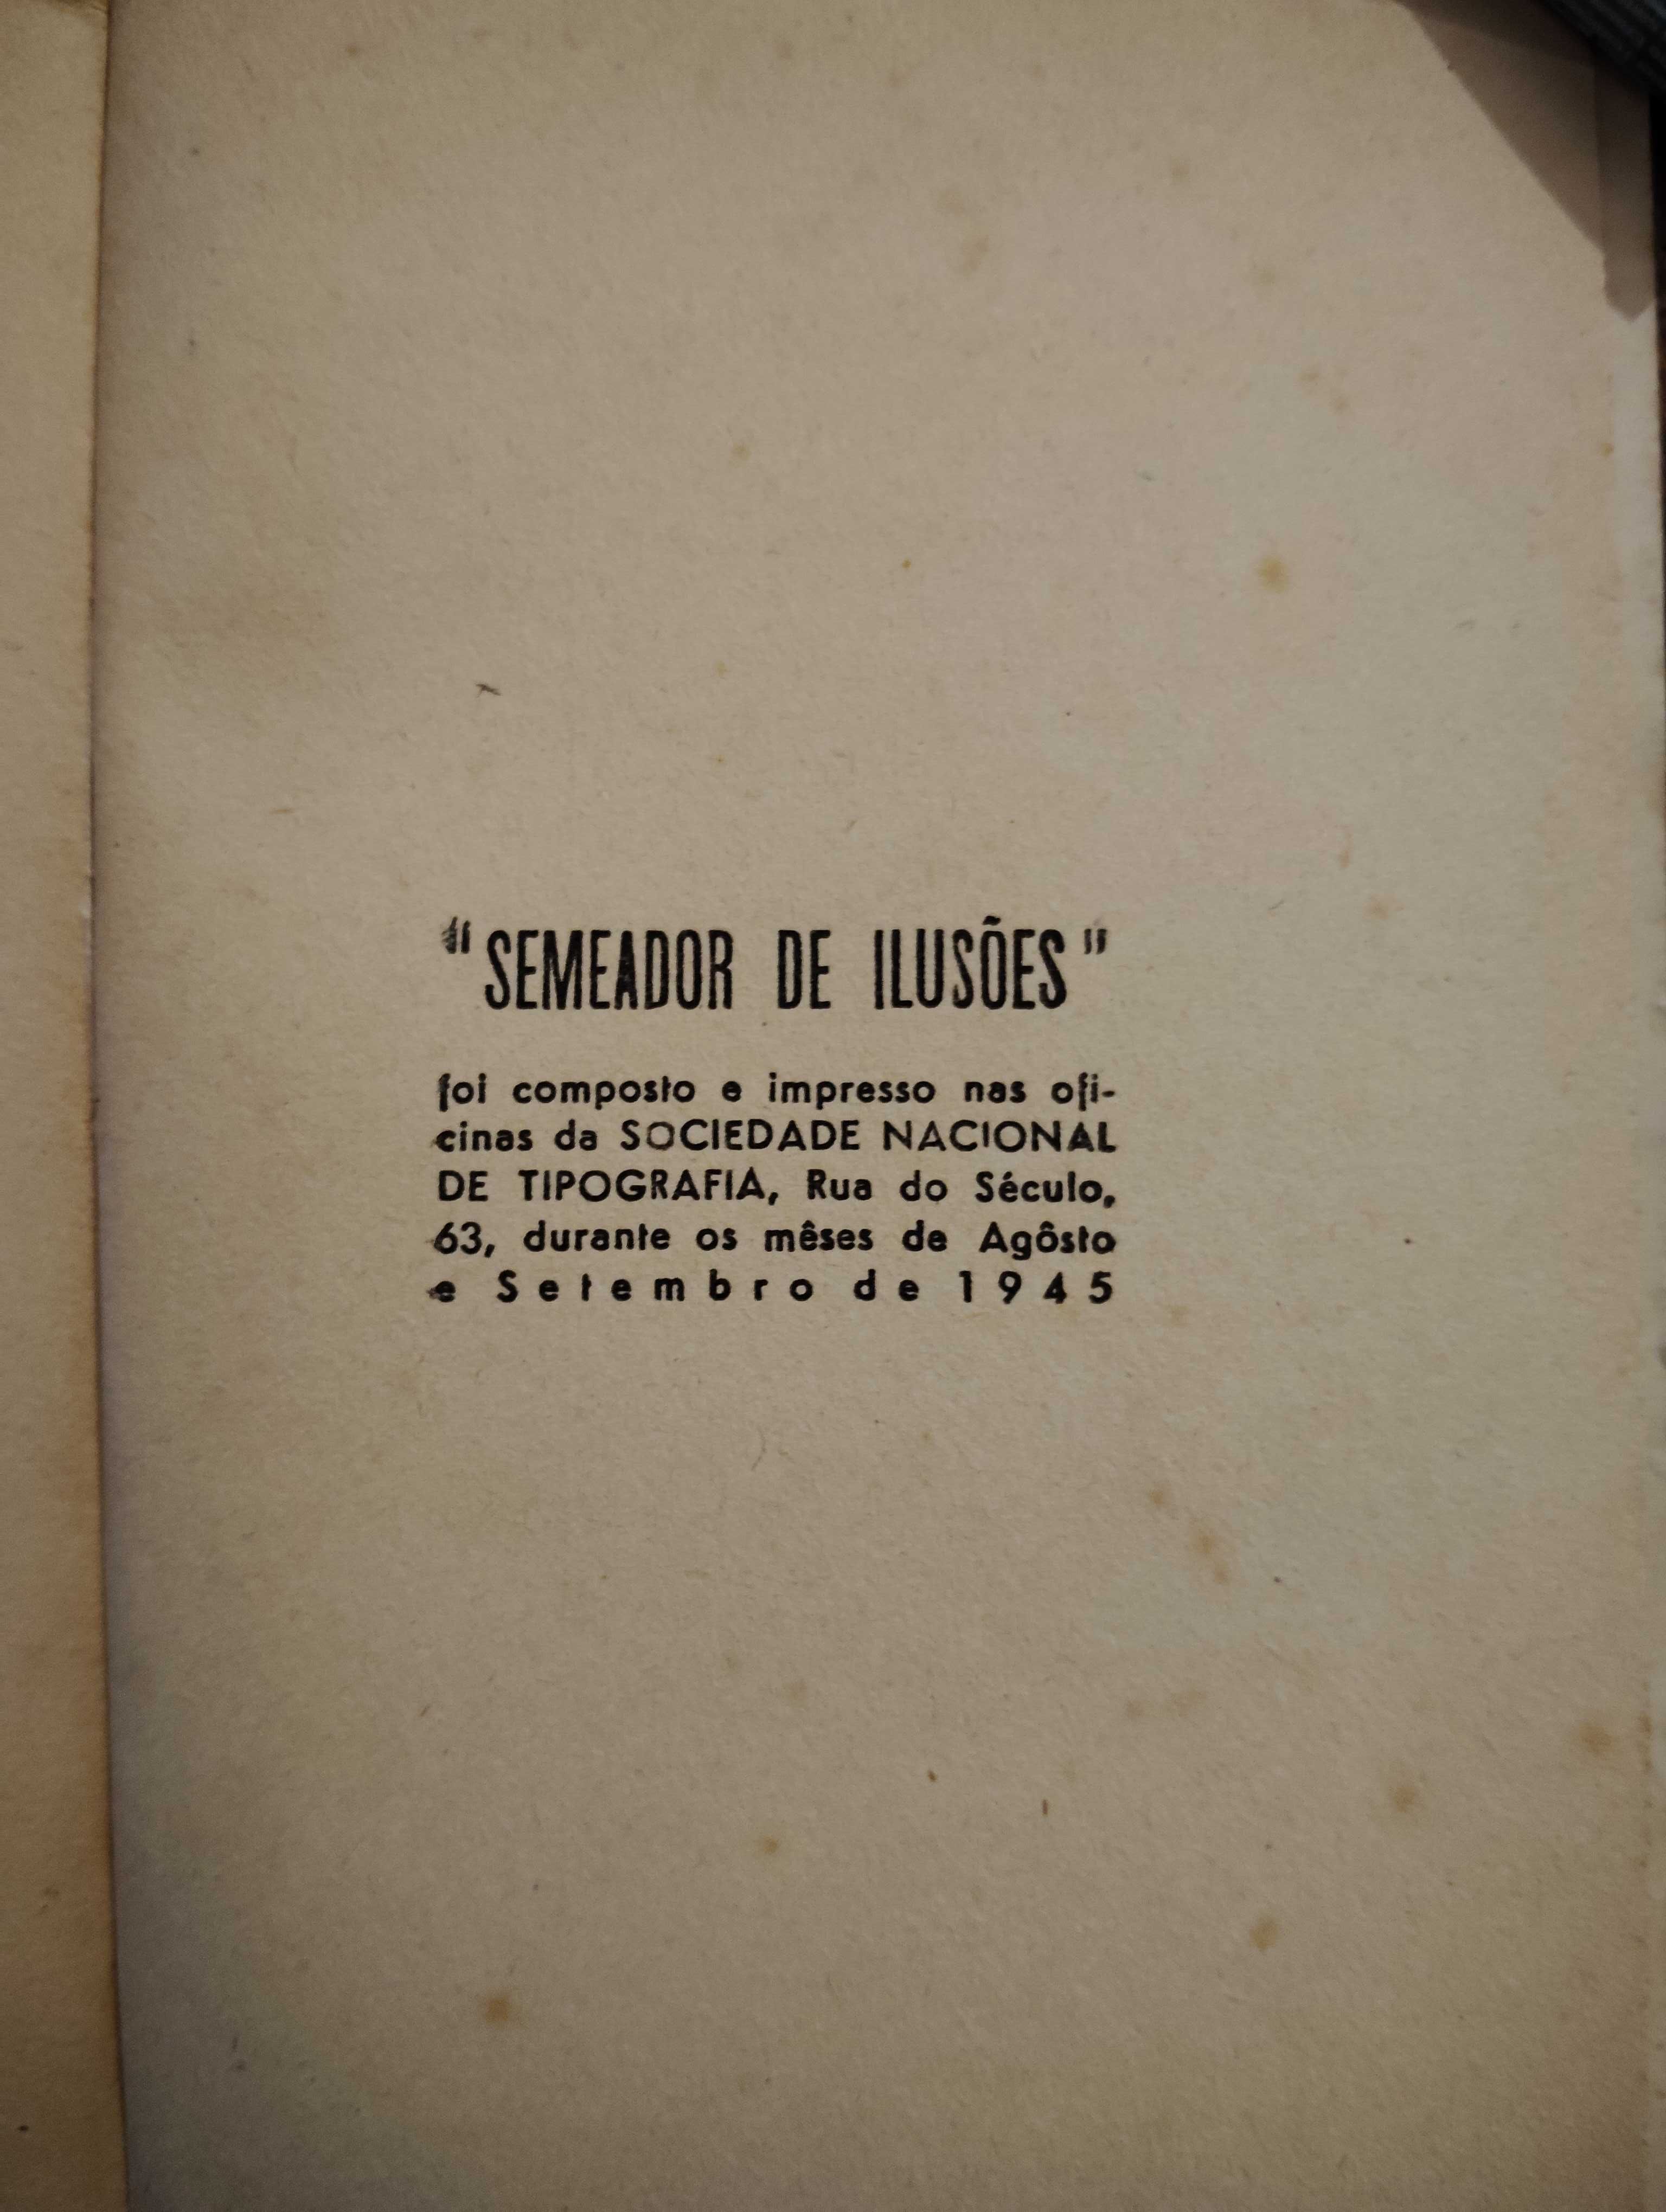 "SEMEADOR DE ILUSÕES"
foi composto e impresso nas ofi-
cinas da SOCIEDADE NACIONAL
DE TIPOGRAFIA, Rua do Século,
63, durante os mêses de Agôsto
e Setembro de 1945